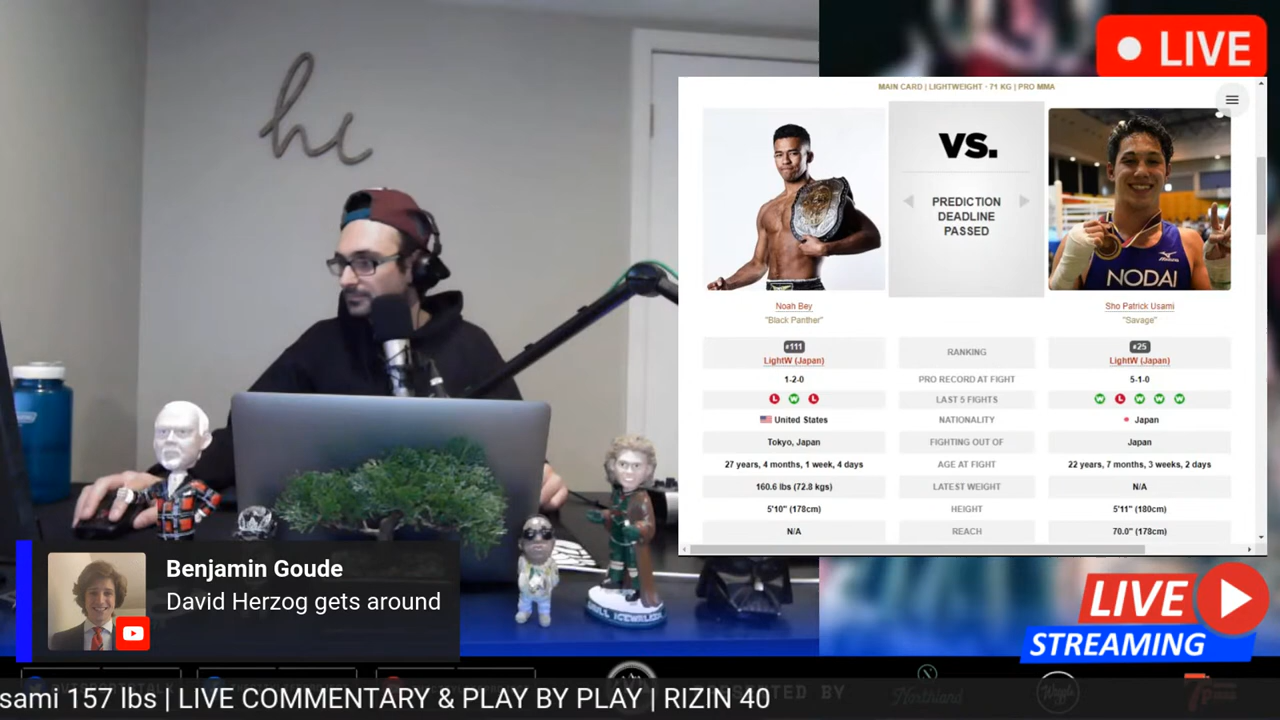 LIVE
MAIN CARD | LIGHTWEIGHT · 71 KG | PRO MMA
hi
VS.
PREDICTION
DEADLINE
PASSED
NODAI
Noah Bey
"Black Panther"
Sho Patrick Usami
"Savage"
#111
LightW (Japan)
RANKING
#25
LightW (Japan)
1-2-0
PRO RECORD AT FIGHT
5-1-0
L W L
LAST 5 FIGHTS
W L W W W
United States
NATIONALITY
Japan
Tokyo, Japan
FIGHTING OUT OF
Japan
27 years, 4 months, 1 week, 4 days
AGE AT FIGHT
22 years, 7 months, 3 weeks, 2 days
160.6 lbs (72.8 kgs)
LATEST WEIGHT
N/A
5'10" (178cm)
HEIGHT
5'11" (180cm)
N/A
REACH
70.0" (178cm)
Benjamin Goude
David Herzog gets around
LIVE
STREAMING
BY
Northland
Waggle
sami 157 lbs | LIVE COMMENTARY & PLAY BY PLAY | RIZIN 40